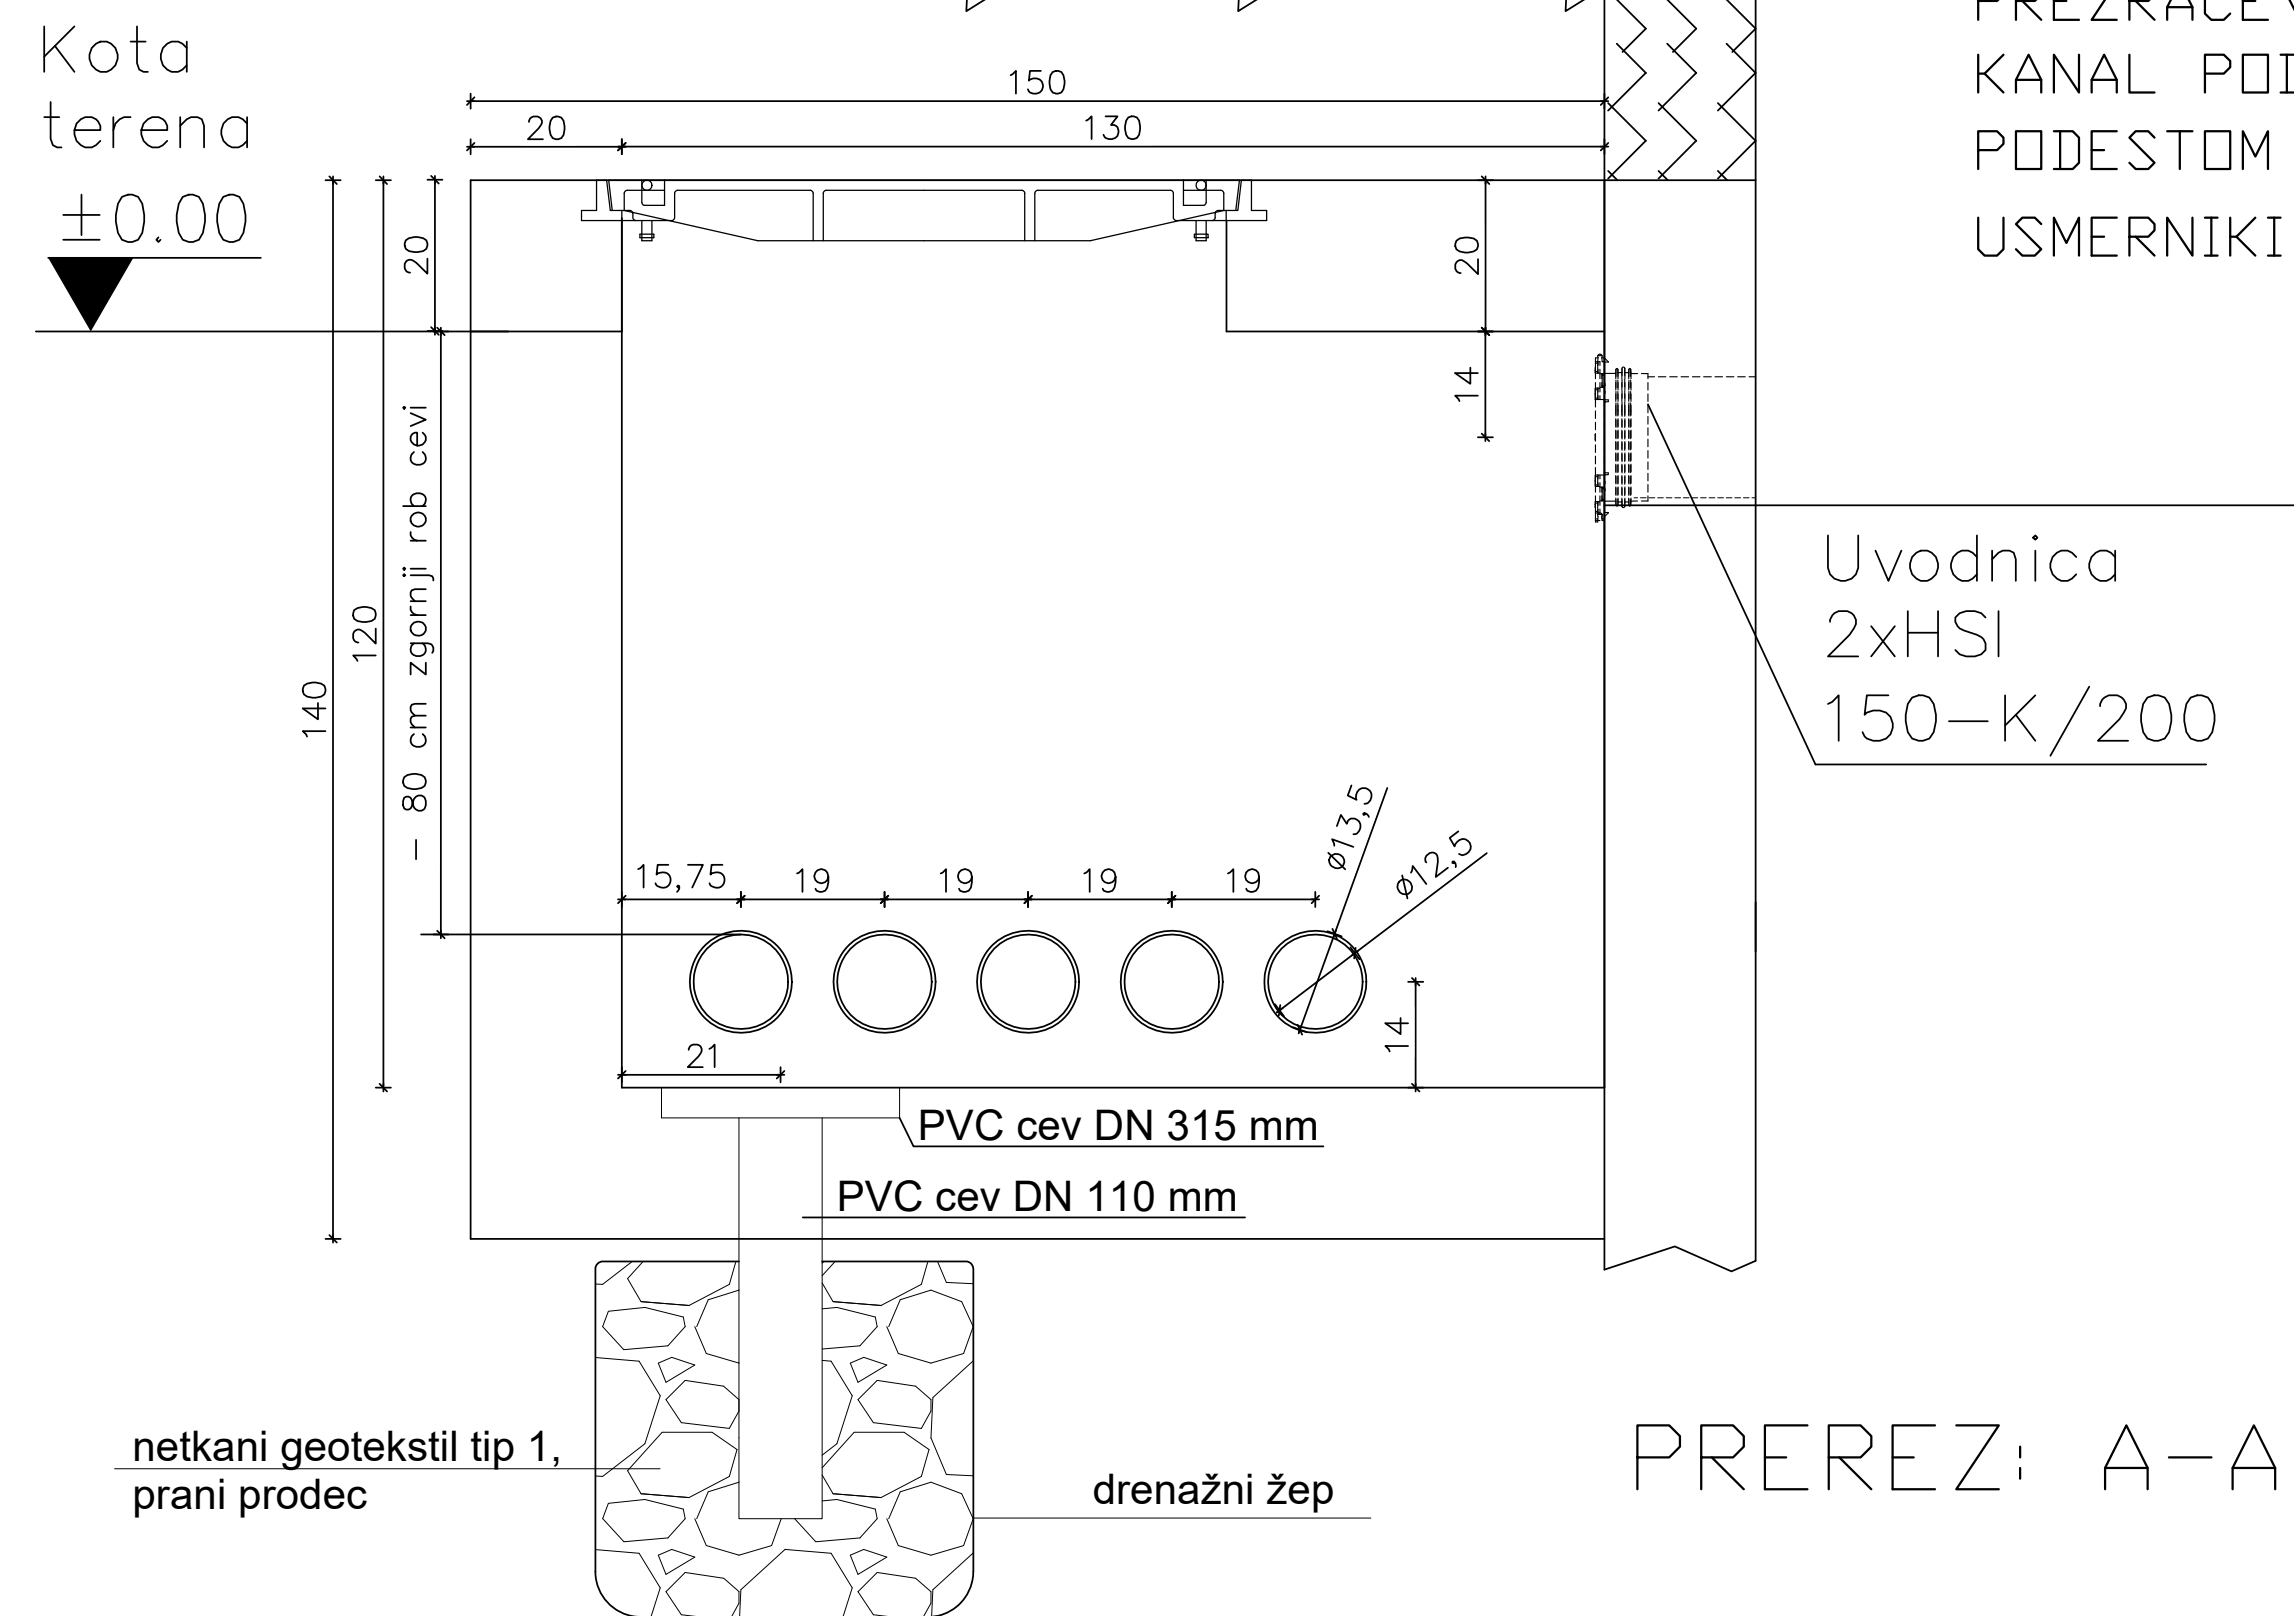 Kota
terena
±0.00
KANAL
PODESTOM
USMERNIKI
150
20
130
20
20
14
120
140
− 80 cm zgornji rob cevi
Uvodnica
2xHSI
150−K/200
15,75
19
19
19
19
ø13,5
ø12,5
21
14
PVC cev DN 315 mm
PVC cev DN 110 mm
netkani geotekstil tip 1,
prani prodec
drenažni žep
PREREZ: A−A